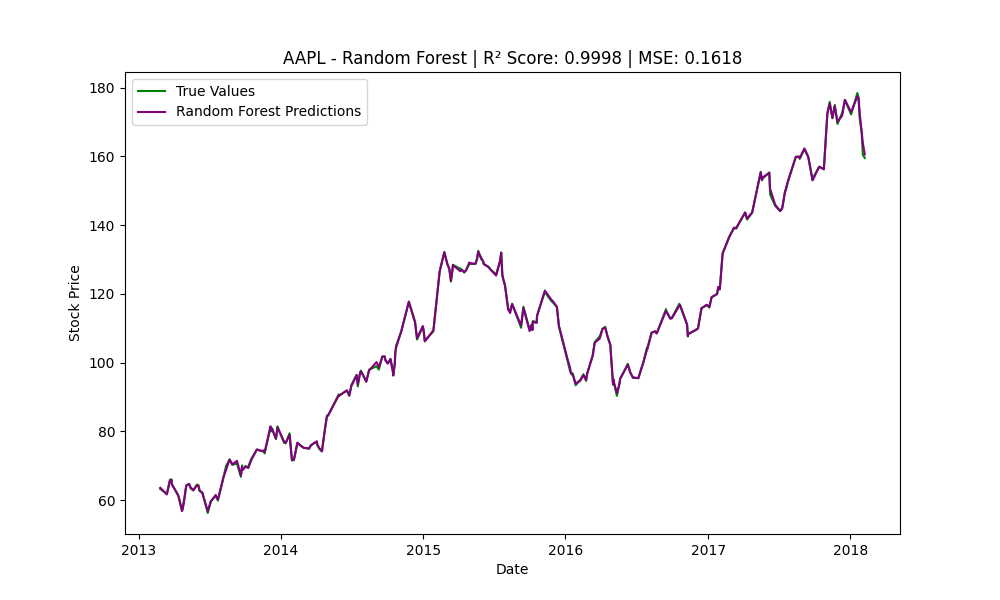 AAPL - Random Forest | R² Score: 0.9998 | MSE: 0.1618
True Values
Random Forest Predictions
Stock Price
180
160
140
120
100
80
60
2013 2014 2015 2016 2017 2018
Date